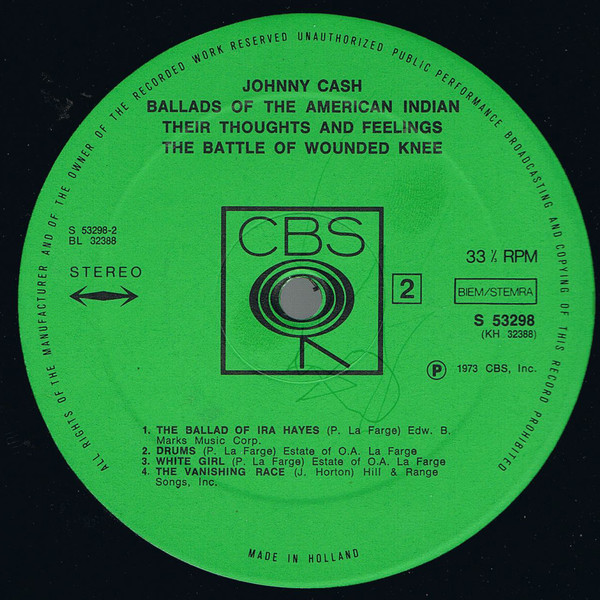 ALL RIGHTS OF THE MANUFACTURER AND OF THE OWNER OF THE RECORDED WORK RESERVED UNAUTHORIZED PUBLIC PERFORMANCE BROADCASTING AND COPYING OF THIS RECORD PROHIBITED
JOHNNY CASH
BALLADS OF THE AMERICAN INDIAN
THEIR THOUGHTS AND FEELINGS
THE BATTLE OF WOUNDED KNEE
S 53298-2
BL 32388
STEREO
CBS
33 ⅓ RPM
2
BIEM/STEMRA
S 53298
(KH 32388)
Ⓟ 1973 CBS, Inc.
1. THE BALLAD OF IRA HAYES (P. La Farge) Edw. B.
Marks Music Corp.
2. DRUMS (P. La Farge) Estate of O.A. La Farge
3. WHITE GIRL (P. La Farge) Estate of O.A. La Farge
4. THE VANISHING RACE (J. Horton) Hill & Range
Songs, Inc.
MADE IN HOLLAND